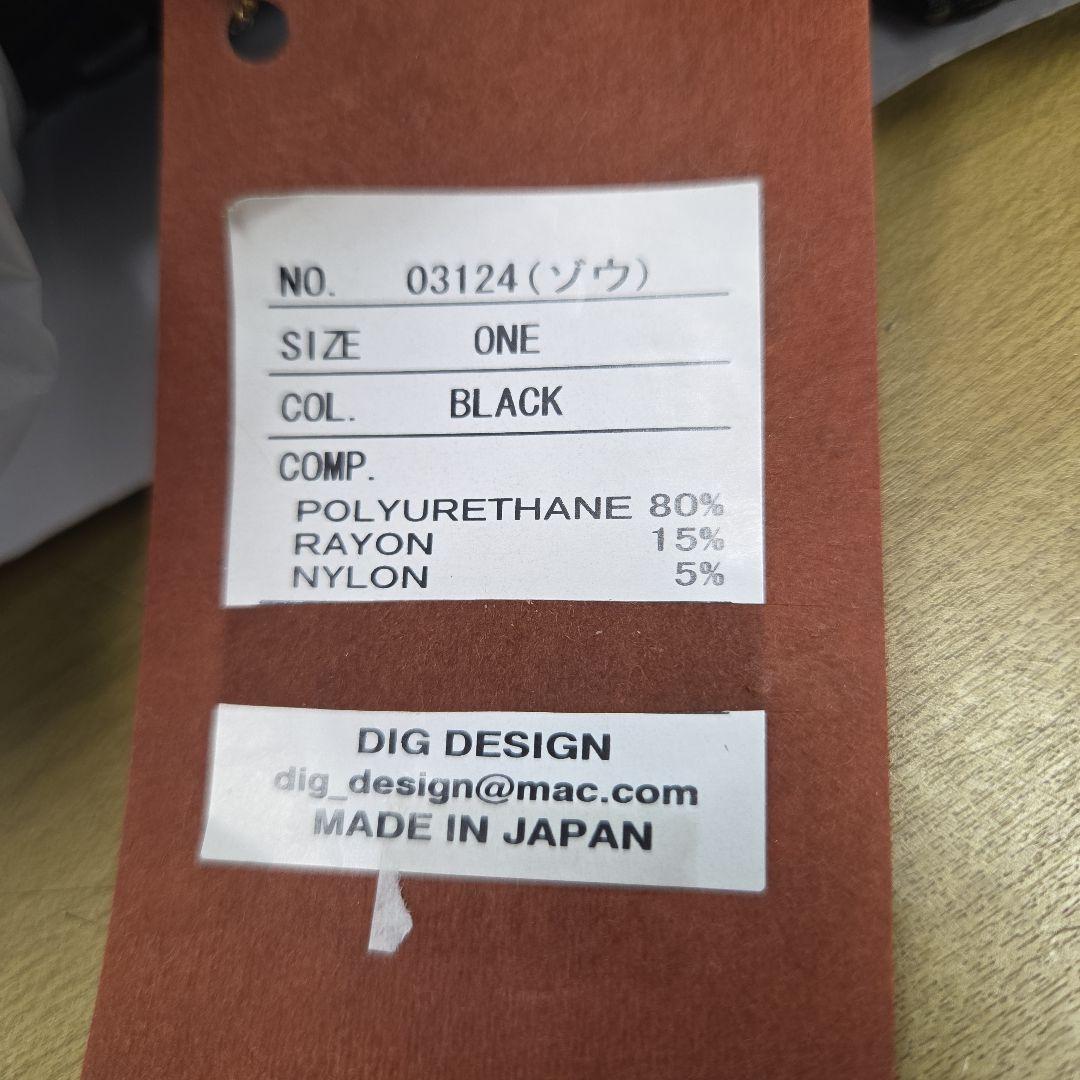 NO. 03124(ゾウ)
SIZE ONE
COL. BLACK
COMP.
POLYURETHANE 80%
RAYON 15%
NYLON 5%
DIG DESIGN
dig_design@mac.com
MADE IN JAPAN